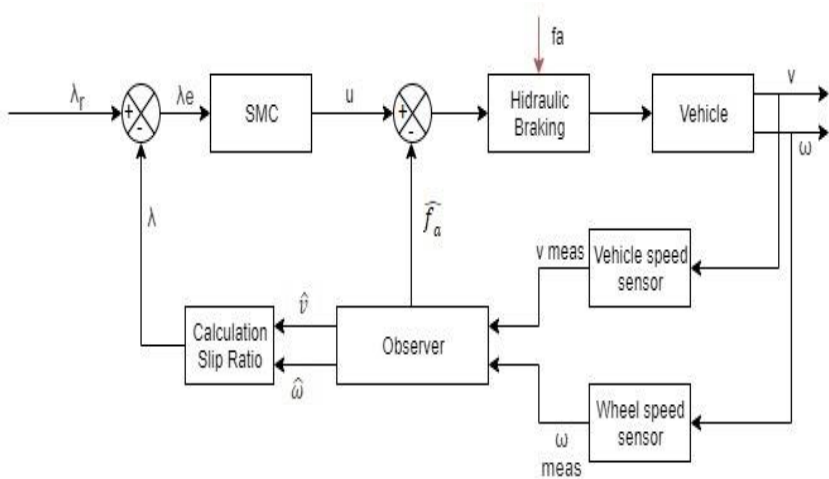 fa
λr
+
-
λe
SMC
u
+
-
Hidraulic
Braking
Vehicle
v
ω
λ
f̂a
v meas
Vehicle speed
sensor
Calculation
Slip Ratio
v̂
ω̂
Observer
ω
meas
Wheel speed
sensor